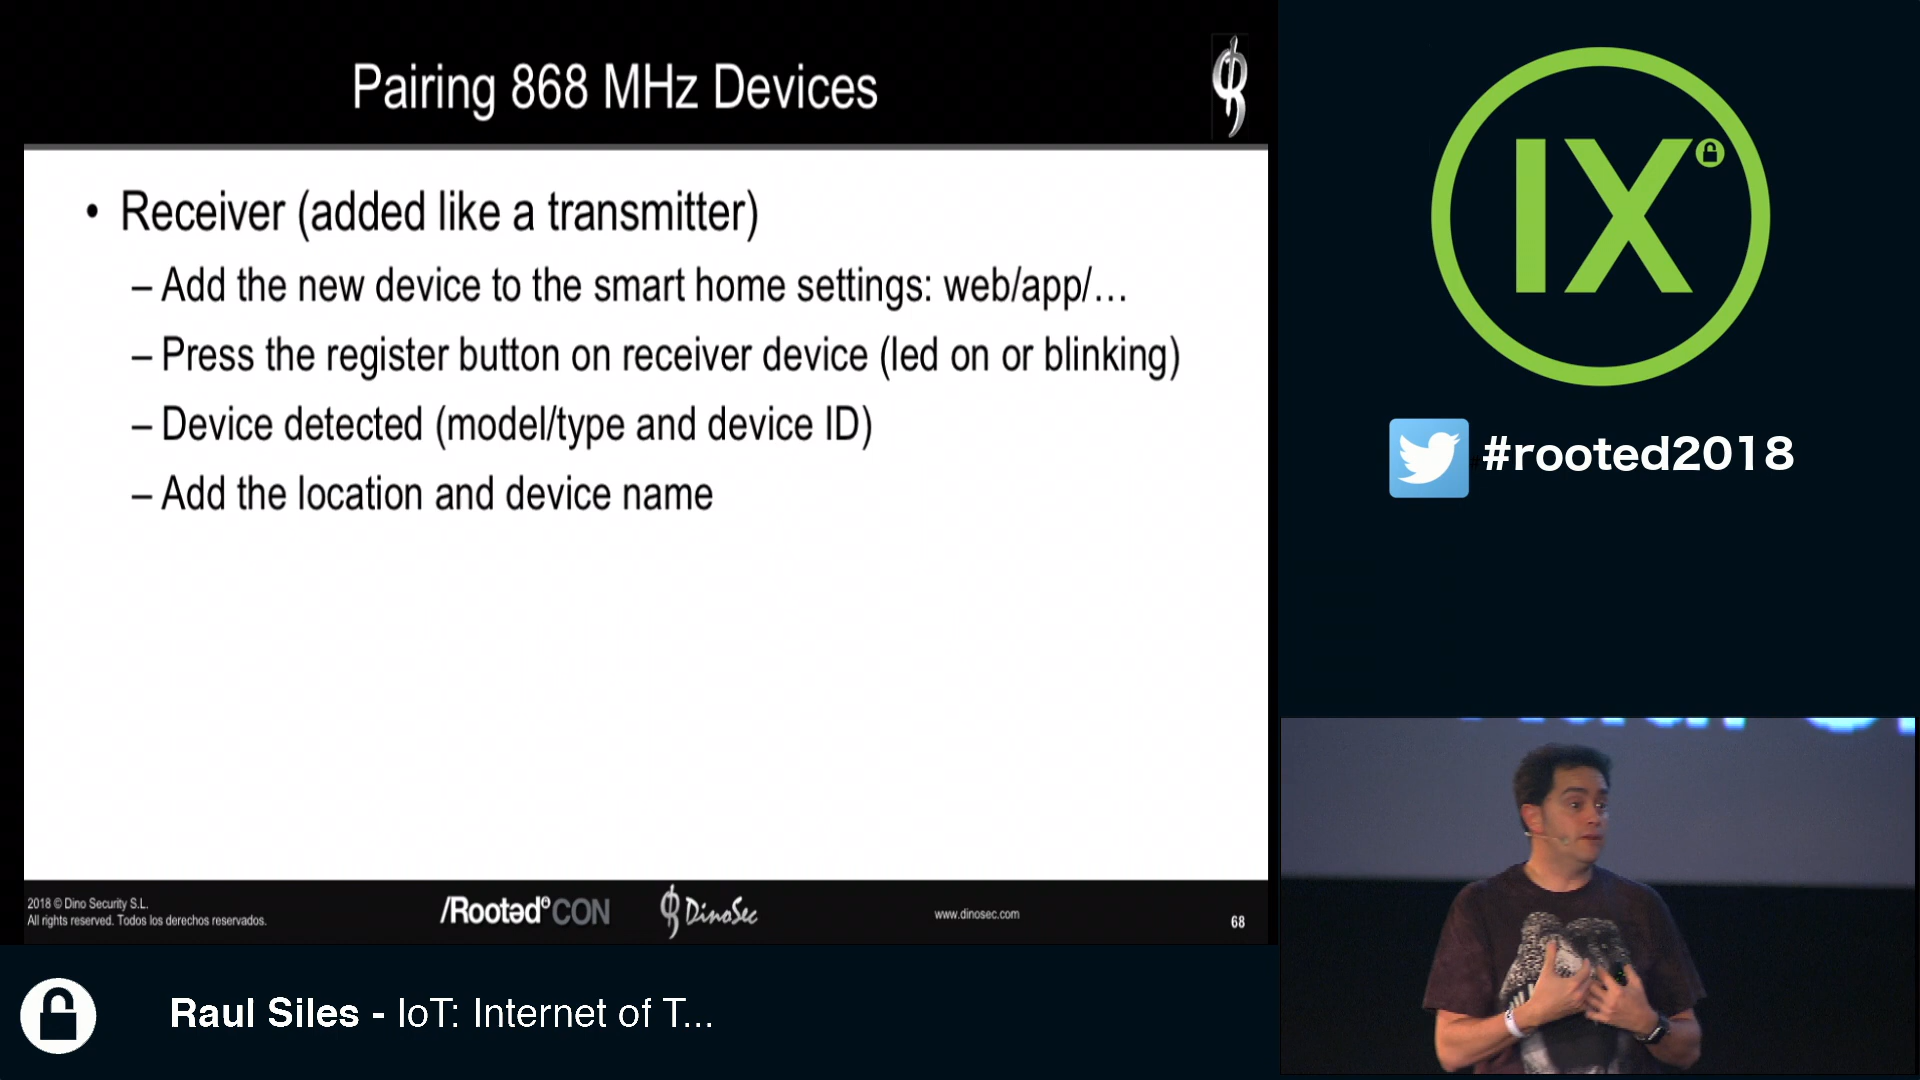 Pairing 868 MHz Devices
• Receiver (added like a transmitter)
– Add the new device to the smart home settings: web/app/…
– Press the register button on receiver device (led on or blinking)
– Device detected (model/type and device ID)
– Add the location and device name
2018 © Dino Security S.L.
All rights reserved. Todos los derechos reservados.
/Rooted CON
DinoSec
www.dinosec.com
68
IX
#rooted2018
Raul Siles - IoT: Internet of T...